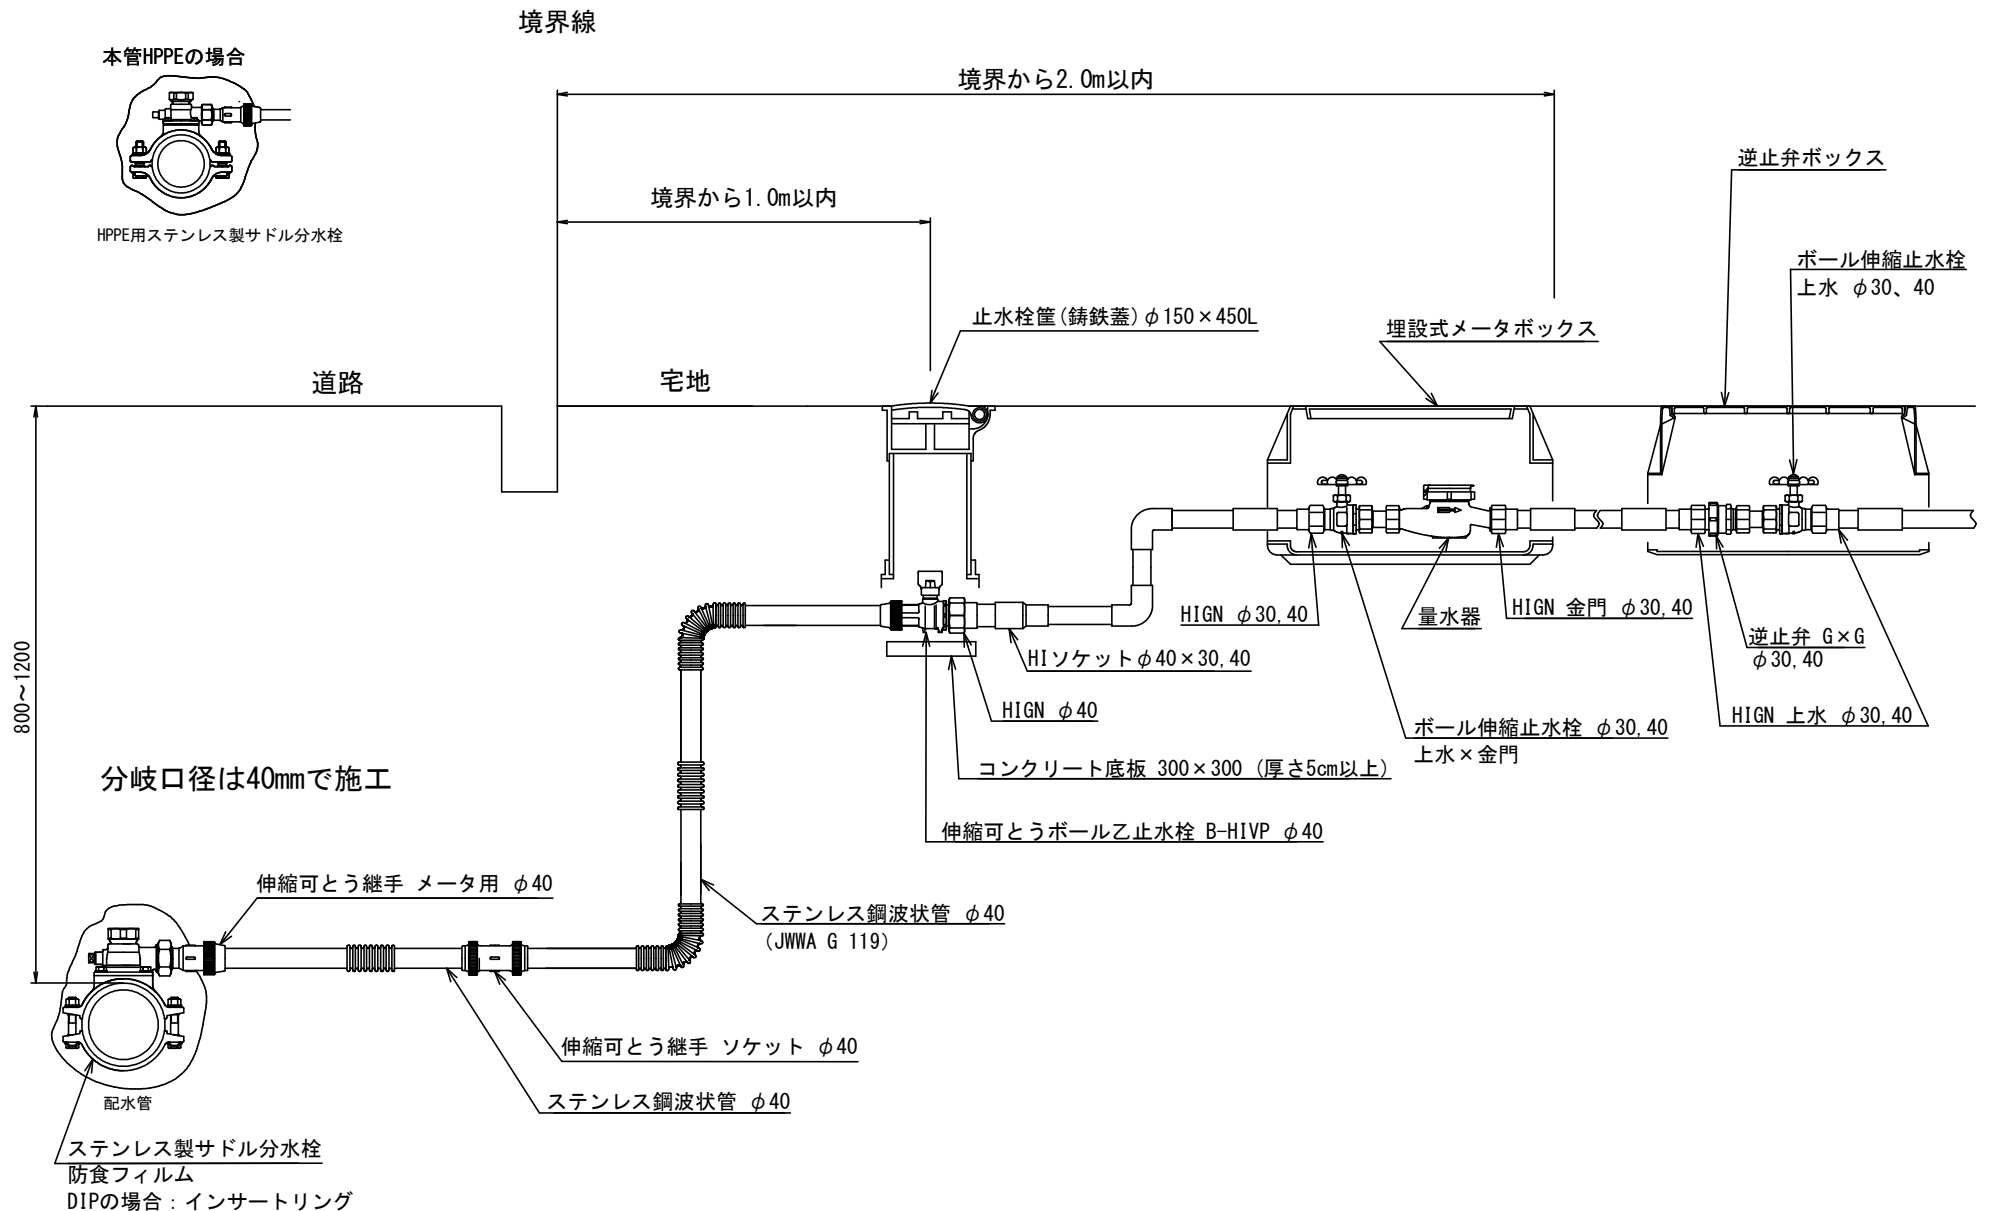 境界線
本管HPPEの場合
境界から2.0m以内
逆止弁ボックス
境界から1.0m以内
HPPE用ステンレス製サドル分水栓
ボール伸縮止水栓
上水 φ30、40
止水栓筐(鋳鉄蓋)φ150×450L
埋設式メータボックス
道路
宅地
HIGN φ30,40
量水器
HIGN 金門 φ30,40
逆止弁 G×G
φ30,40
HIソケットφ40×30,40
HIGN φ40
HIGN 上水 φ30,40
ボール伸縮止水栓 φ30,40
上水×金門
800~1200
分岐口径は40mmで施工
コンクリート底板 300×300 (厚さ5cm以上)
伸縮可とうボール乙止水栓 B-HIVP φ40
伸縮可とう継手 メータ用 φ40
ステンレス鋼波状管 φ40
(JWWA G 119)
伸縮可とう継手 ソケット φ40
ステンレス鋼波状管 φ40
配水管
ステンレス製サドル分水栓
防食フィルム
DIPの場合：インサートリング